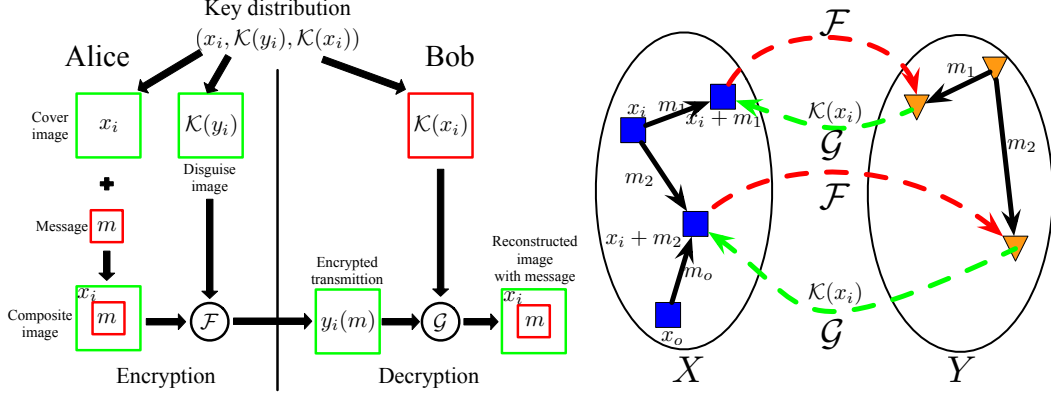 Key distribution
(x_i, K(y_i), K(x_i))
Alice
Bob
Cover
image
x_i
K(y_i)
K(x_i)
Disguise
image
Message
m
Composite
image
x_i
m
F
Encrypted
transmittion
y_i(m)
G
Reconstructed
image
with message
x_i
m
Encryption
Decryption
F
x_i
m_1
x_i + m_1
m_2
x_i + m_2
m_o
x_o
X
K(x_i)
G
F
K(x_i)
G
m_1
m_2
Y